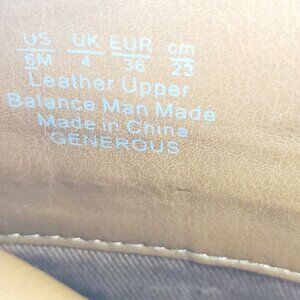 US UK EUR cm
6M 4 36 23
Leather Upper
Balance Man Made
Made in China
GENEROUS